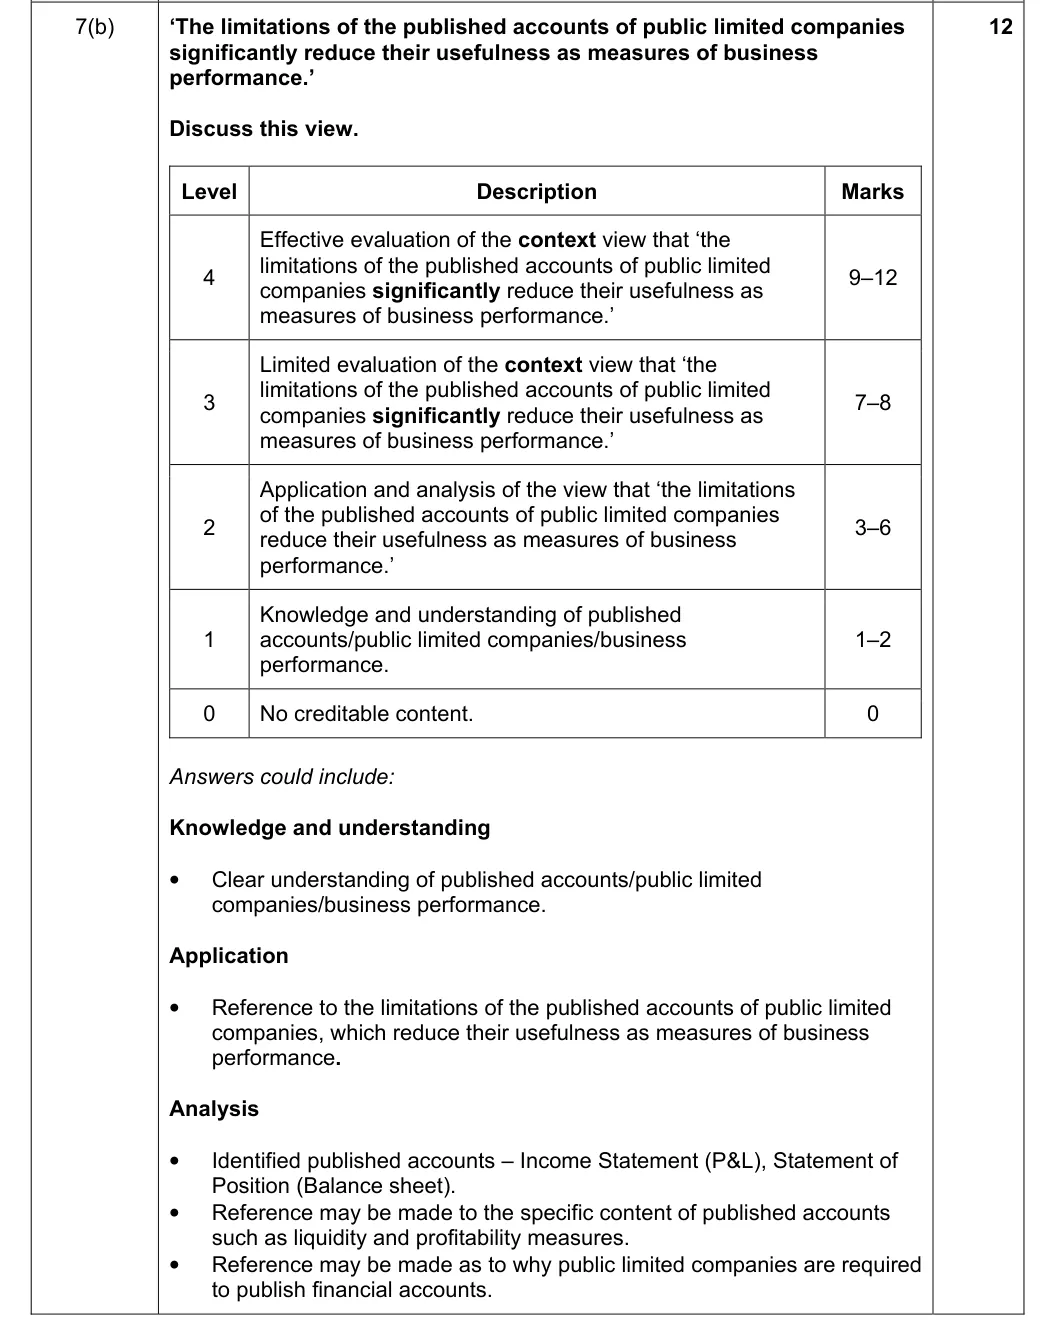 7(b)
‘The limitations of the published accounts of public limited companies
significantly reduce their usefulness as measures of business
performance.’
12
Discuss this view.
Level Description Marks
4
Effective evaluation of the context view that ‘the
limitations of the published accounts of public limited
companies significantly reduce their usefulness as
measures of business performance.’
9–12
3
Limited evaluation of the context view that ‘the
limitations of the published accounts of public limited
companies significantly reduce their usefulness as
measures of business performance.’
7–8
2
Application and analysis of the view that ‘the limitations
of the published accounts of public limited companies
reduce their usefulness as measures of business
performance.’
3–6
1
Knowledge and understanding of published
accounts/public limited companies/business
performance.
1–2
0 No creditable content. 0
Answers could include:
Knowledge and understanding
• Clear understanding of published accounts/public limited
companies/business performance.
Application
• Reference to the limitations of the published accounts of public limited
companies, which reduce their usefulness as measures of business
performance.
Analysis
• Identified published accounts – Income Statement (P&L), Statement of
Position (Balance sheet).
• Reference may be made to the specific content of published accounts
such as liquidity and profitability measures.
• Reference may be made as to why public limited companies are required
to publish financial accounts.